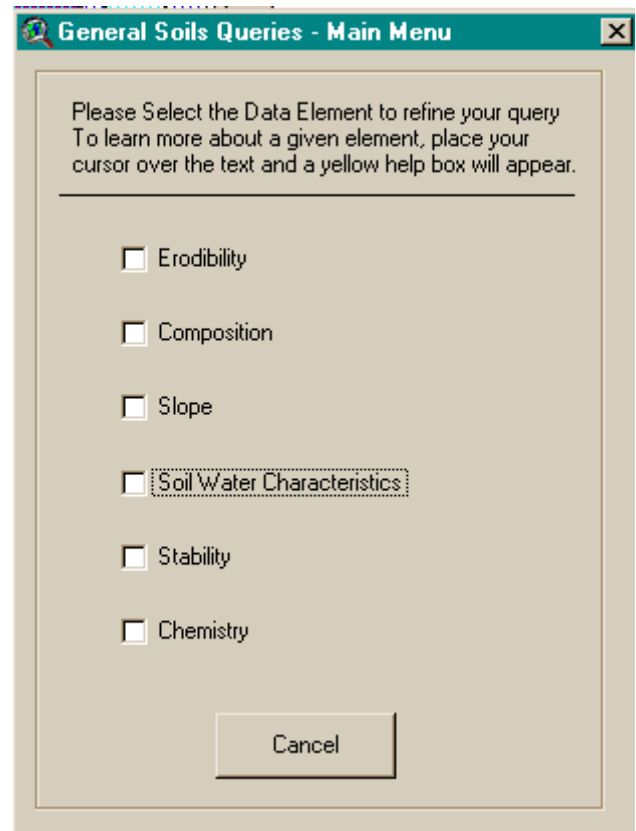 General Soils Queries - Main Menu
Please Select the Data Element to refine your query
To learn more about a given element, place your
cursor over the text and a yellow help box will appear.
Erodibility
Composition
Slope
Soil Water Characteristics
Stability
Chemistry
Cancel